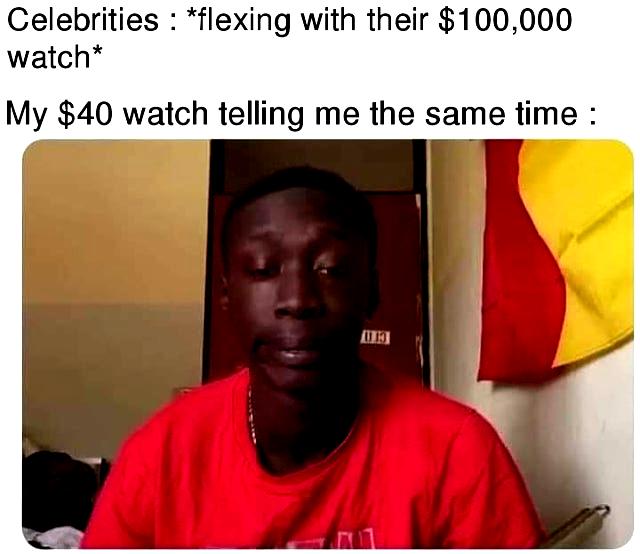 Celebrities : *flexing with their $100,000
watch*
My $40 watch telling me the same time :